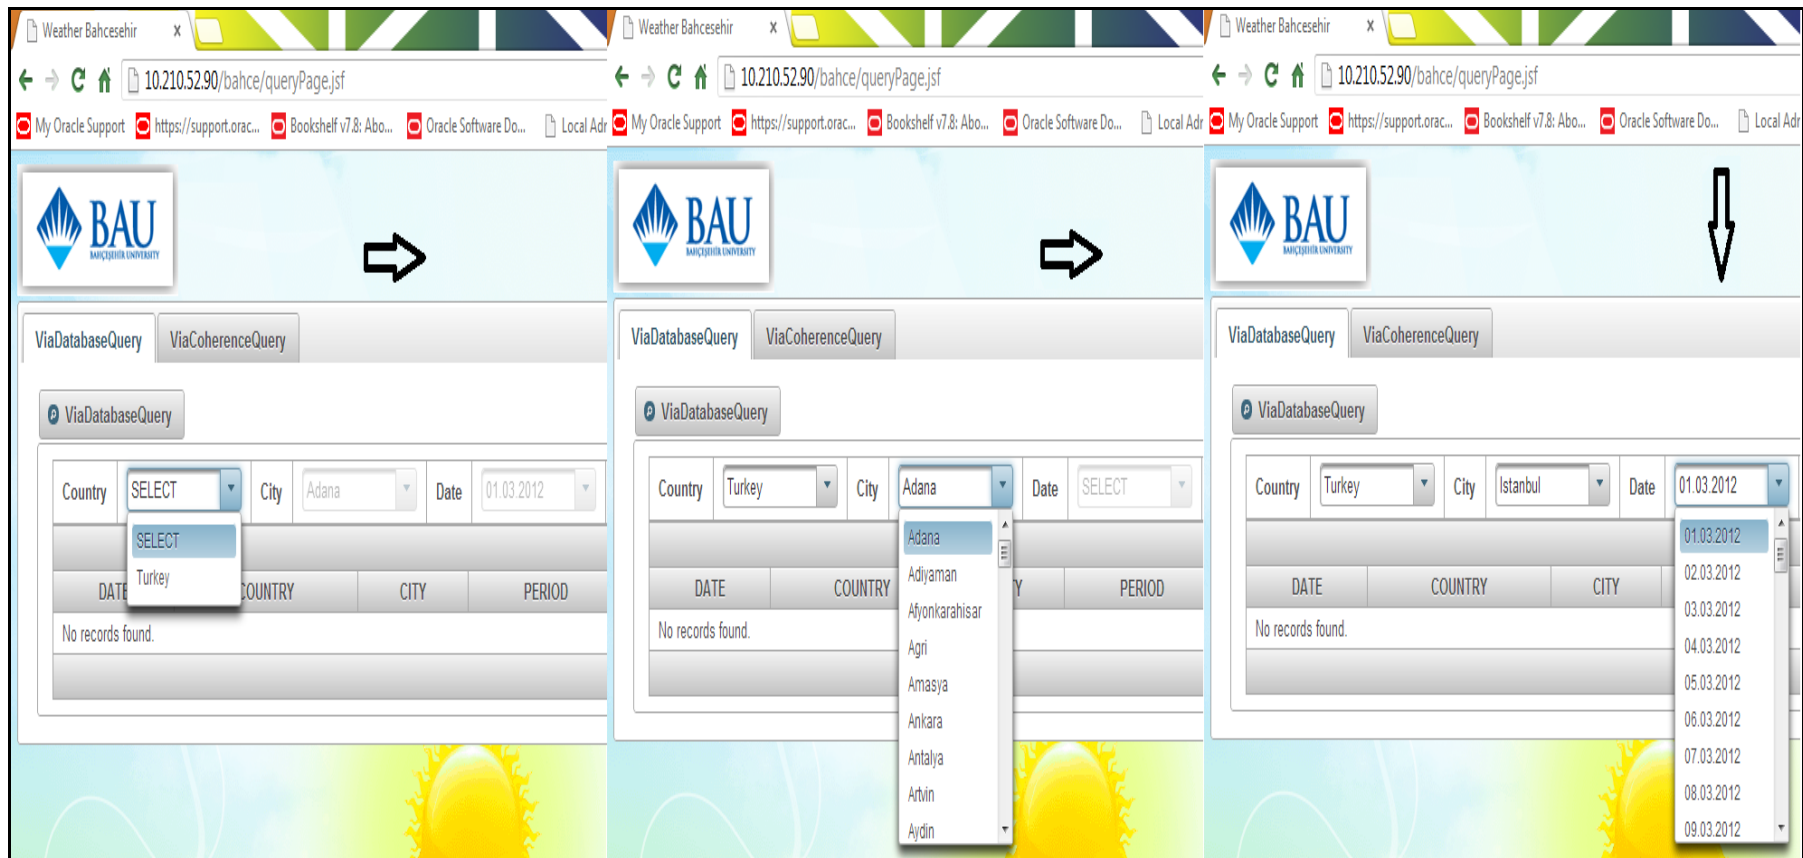 Weather Bahcesehir x
10.210.52.90/bahce/queryPage.jsf
My Oracle Support https://support.orac... Bookshelf v7.8: Abo... Oracle Software Do... Local Adr
BAU
BAHÇEŞEHİR UNIVERSITY
ViaDatabaseQuery ViaCoherenceQuery
ViaDatabaseQuery
Country SELECT City Adana Date 01.03.2012
SELECT
Turkey
DATE COUNTRY CITY PERIOD
No records found.
Weather Bahcesehir x
10.210.52.90/bahce/queryPage.jsf
My Oracle Support https://support.orac... Bookshelf v7.8: Abo... Oracle Software Do... Local Adr
BAU
BAHÇEŞEHİR UNIVERSITY
ViaDatabaseQuery ViaCoherenceQuery
ViaDatabaseQuery
Country Turkey City Adana Date SELECT
Adana
Adiyaman
Afyonkarahisar
Agri
Amasya
Ankara
Antalya
Artvin
Aydin
DATE COUNTRY Y PERIOD
No records found.
Weather Bahcesehir x
10.210.52.90/bahce/queryPage.jsf
My Oracle Support https://support.orac... Bookshelf v7.8: Abo... Oracle Software Do... Local Adr
BAU
BAHÇEŞEHİR UNIVERSITY
ViaDatabaseQuery ViaCoherenceQuery
ViaDatabaseQuery
Country Turkey City Istanbul Date 01.03.2012
01.03.2012
02.03.2012
03.03.2012
04.03.2012
05.03.2012
06.03.2012
07.03.2012
08.03.2012
09.03.2012
DATE COUNTRY CITY
No records found.